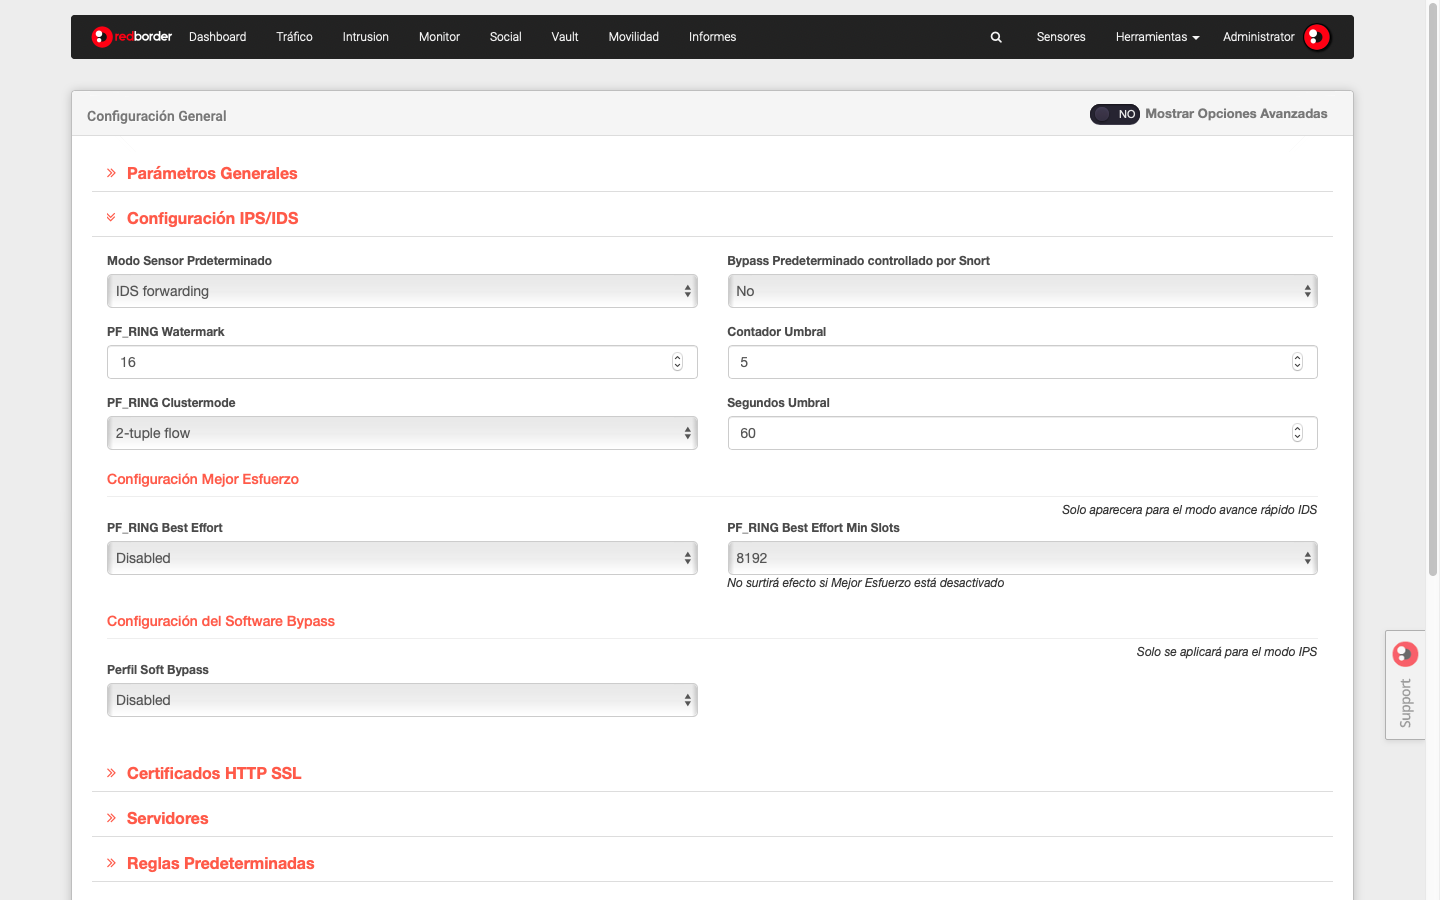 redborder Dashboard Tráfico Intrusion Monitor Social Vault Movilidad Informes Sensores Herramientas Administrator
Configuración General NO Mostrar Opciones Avanzadas
Parámetros Generales
Configuración IPS/IDS
Modo Sensor Prdeterminado Bypass Predeterminado controllado por Snort
IDS forwarding No
PF_RING Watermark Contador Umbral
16 5
PF_RING Clustermode Segundos Umbral
2-tuple flow 60
Configuración Mejor Esfuerzo
Solo aparecera para el modo avance rápido IDS
PF_RING Best Effort PF_RING Best Effort Min Slots
Disabled 8192
No surtirá efecto si Mejor Esfuerzo está desactivado
Configuración del Software Bypass
Solo se aplicará para el modo IPS
Perfil Soft Bypass
Disabled
Support
Certificados HTTP SSL
Servidores
Reglas Predeterminadas